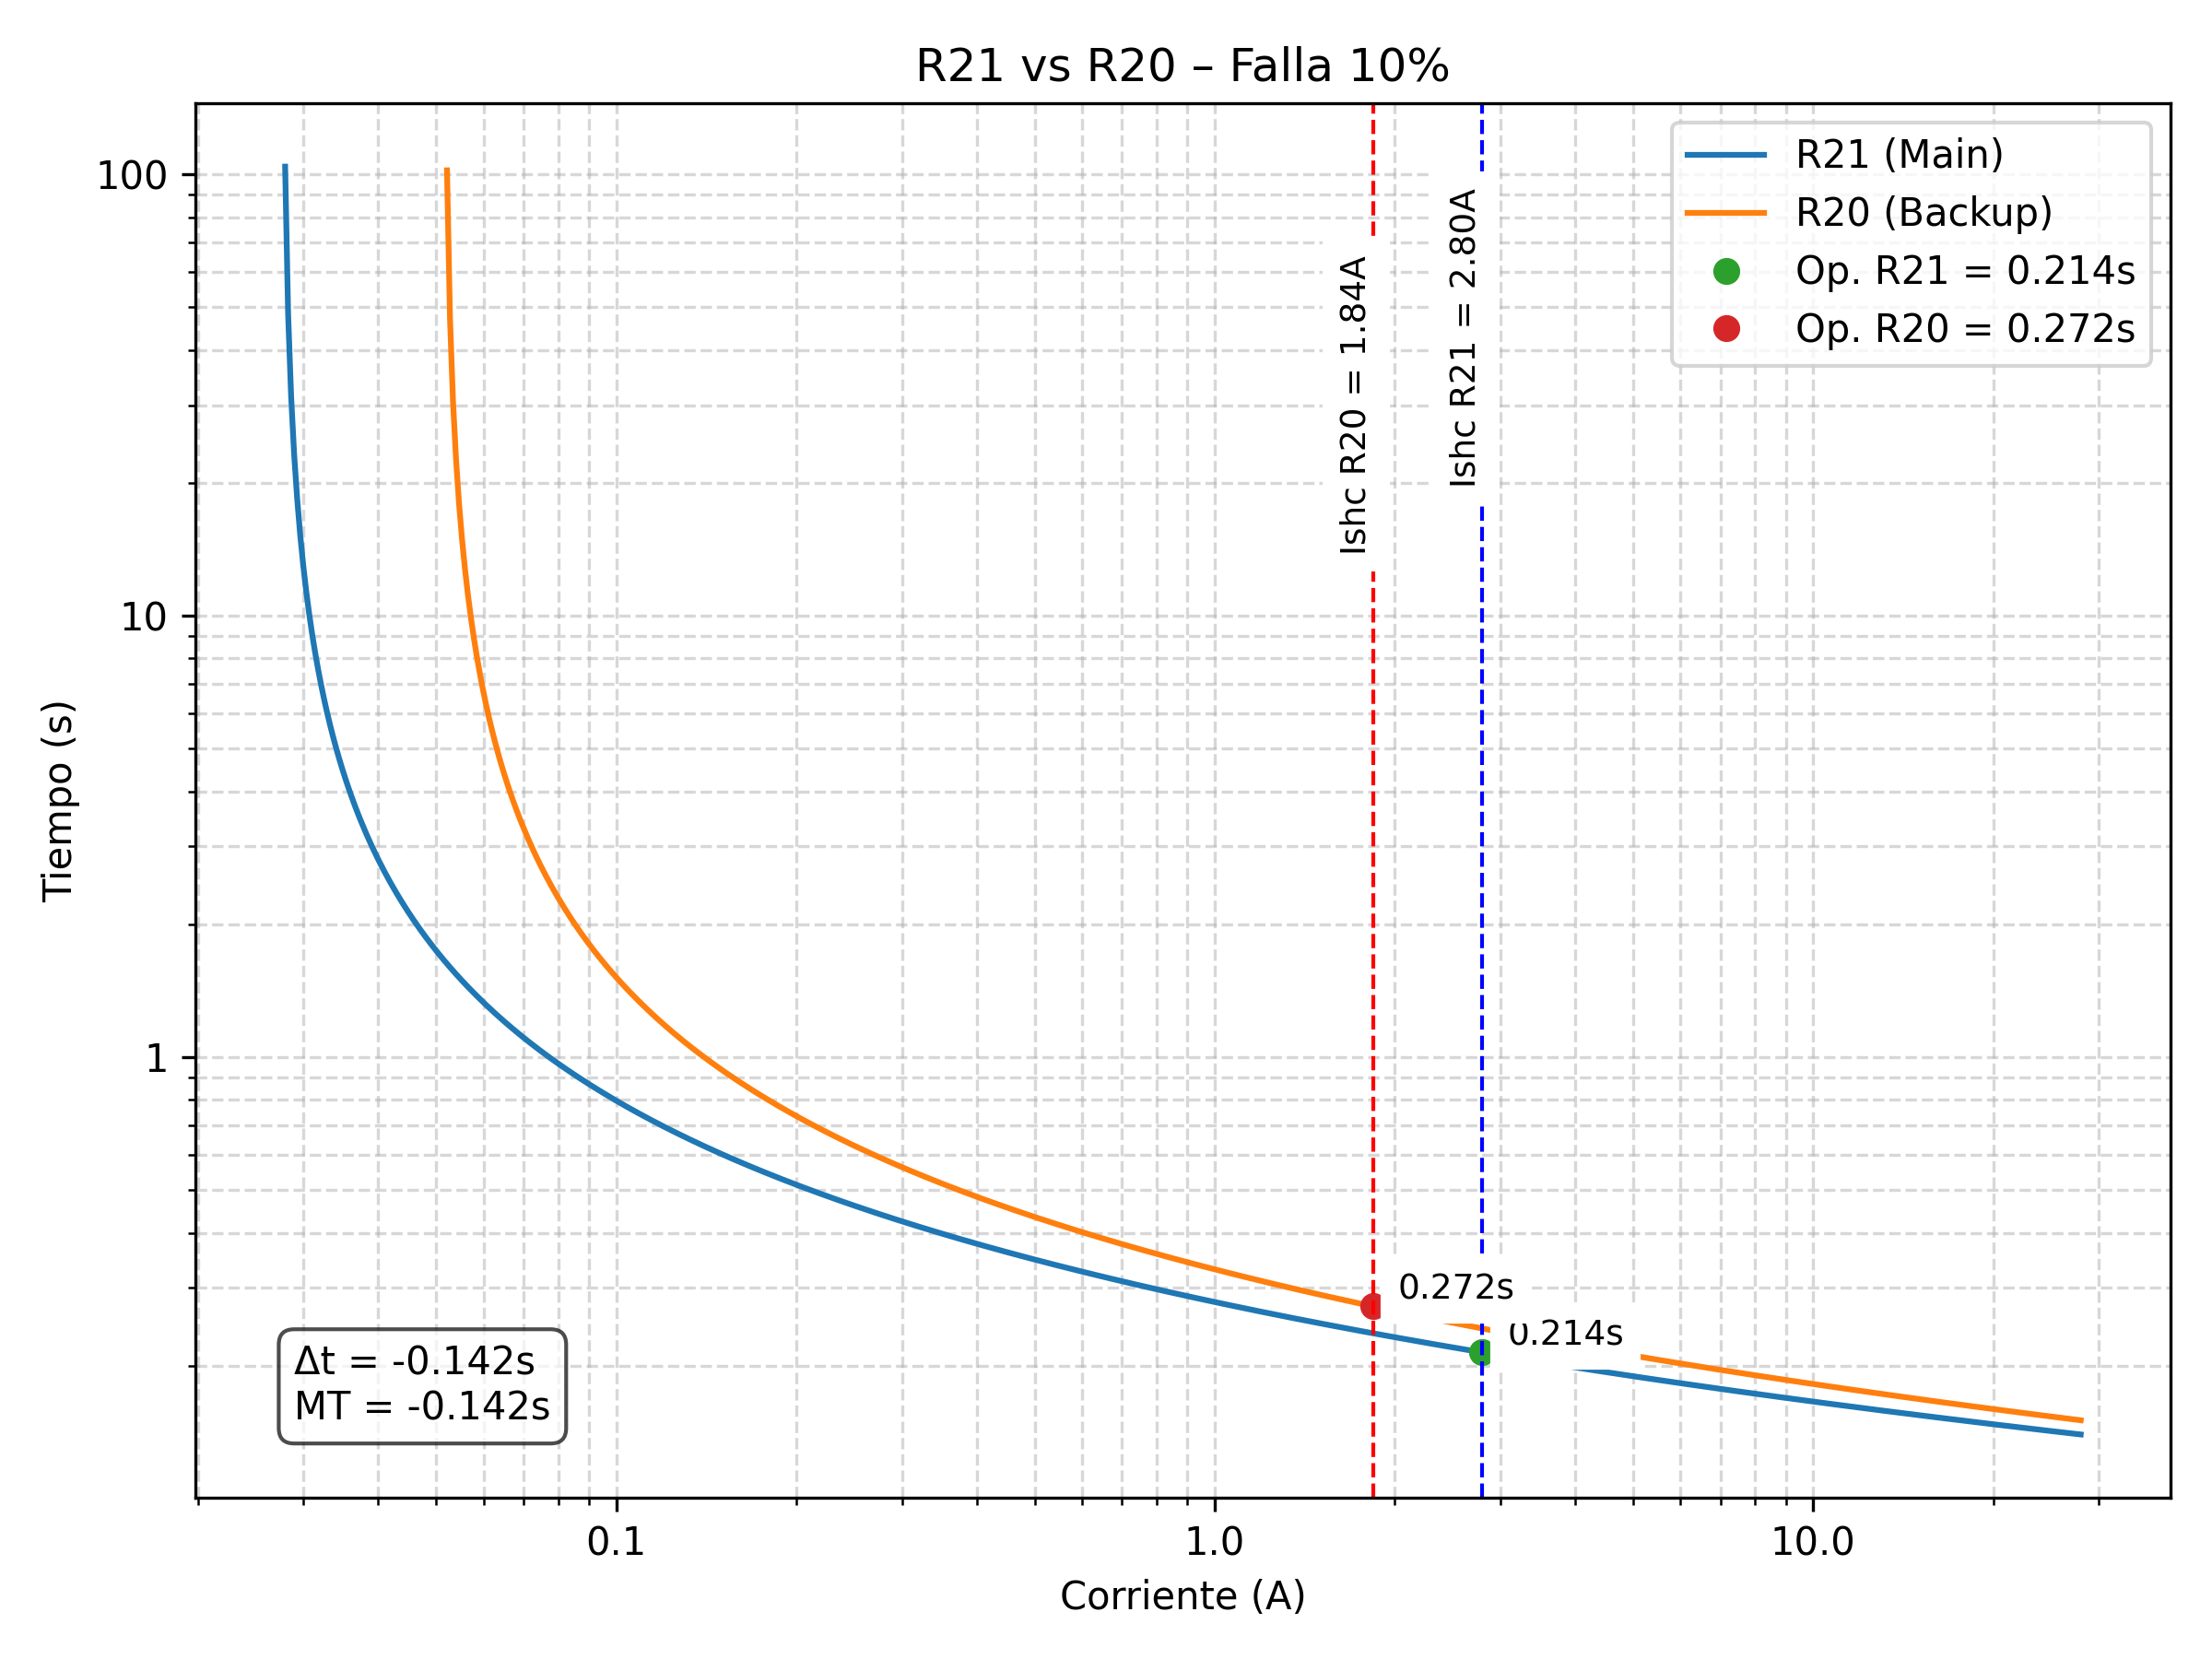 R21 vs R20 – Falla 10%
R21 (Main)
R20 (Backup)
Op. R21 = 0.214s
Op. R20 = 0.272s
Ishc R20 = 1.84A
Ishc R21 = 2.80A
100
10
1
Tiempo (s)
0.272s
0.214s
Δt = -0.142s
MT = -0.142s
0.1
1.0
10.0
Corriente (A)